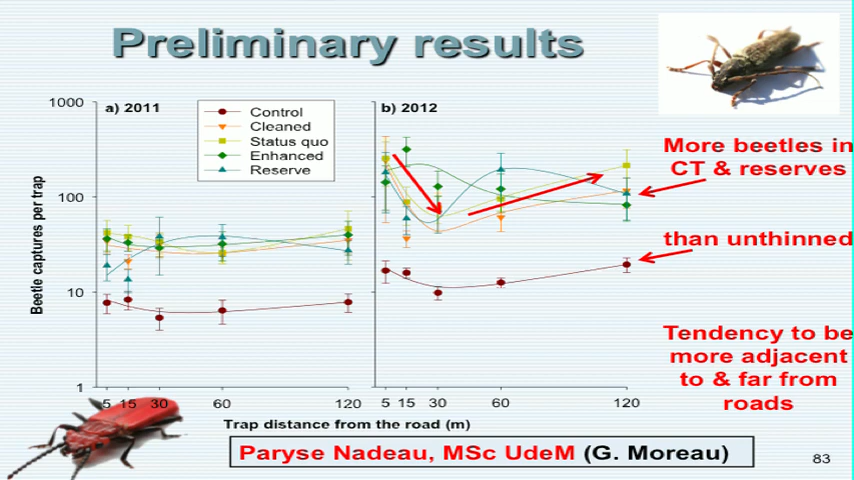 Preliminary results
1000
100
10
1
Beetle captures per trap
a) 2011
Control
Cleaned
Status quo
Enhanced
Reserve
b) 2012
5 15 30 60 120
5 15 30 60 120
Trap distance from the road (m)
More beetles in
CT & reserves
than unthinned
Tendency to be
more adjacent
to & far from
roads
Paryse Nadeau, MSc UdeM (G. Moreau)
83